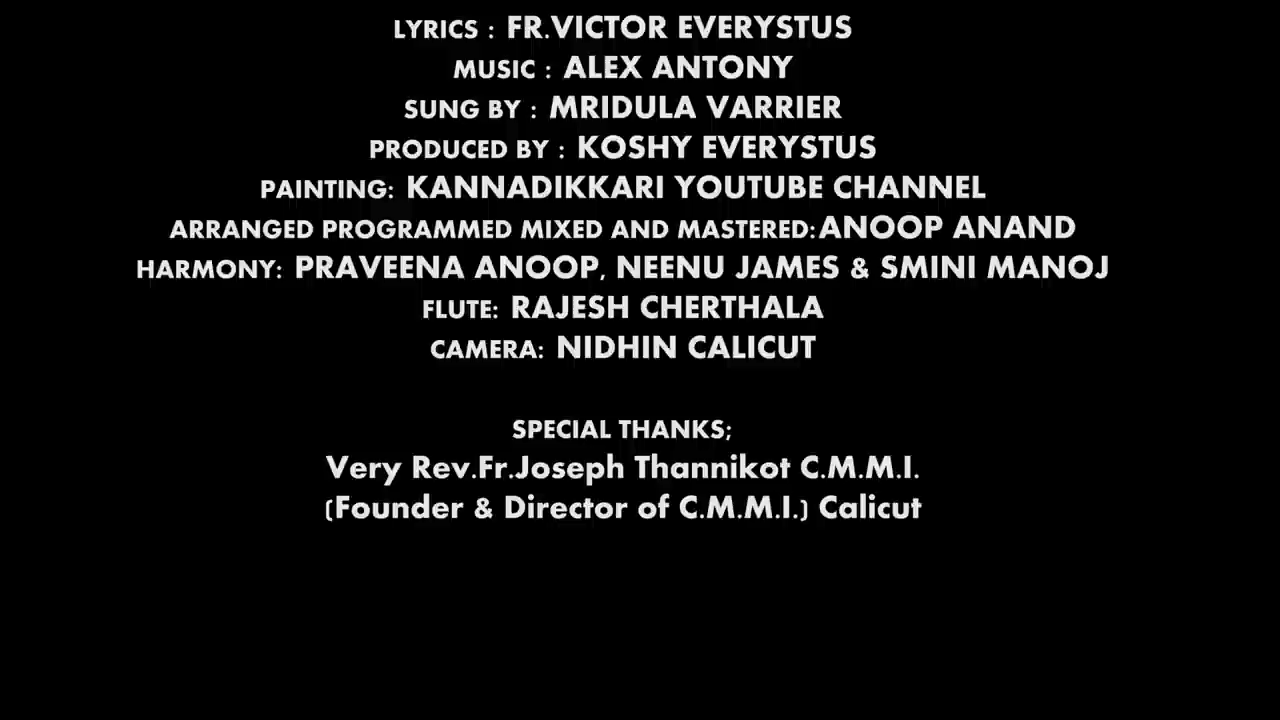 LYRICS : FR.VICTOR EVERYSTUS
MUSIC : ALEX ANTONY
SUNG BY : MRIDULA VARRIER
PRODUCED BY : KOSHY EVERYSTUS
PAINTING: KANNADIKKARI YOUTUBE CHANNEL
ARRANGED PROGRAMMED MIXED AND MASTERED:ANOOP ANAND
HARMONY: PRAVEENA ANOOP, NEENU JAMES & SMINI MANOJ
FLUTE: RAJESH CHERTHALA
CAMERA: NIDHIN CALICUT
SPECIAL THANKS;
Very Rev.Fr.Joseph Thannikot C.M.M.I.
(Founder & Director of C.M.M.I.) Calicut